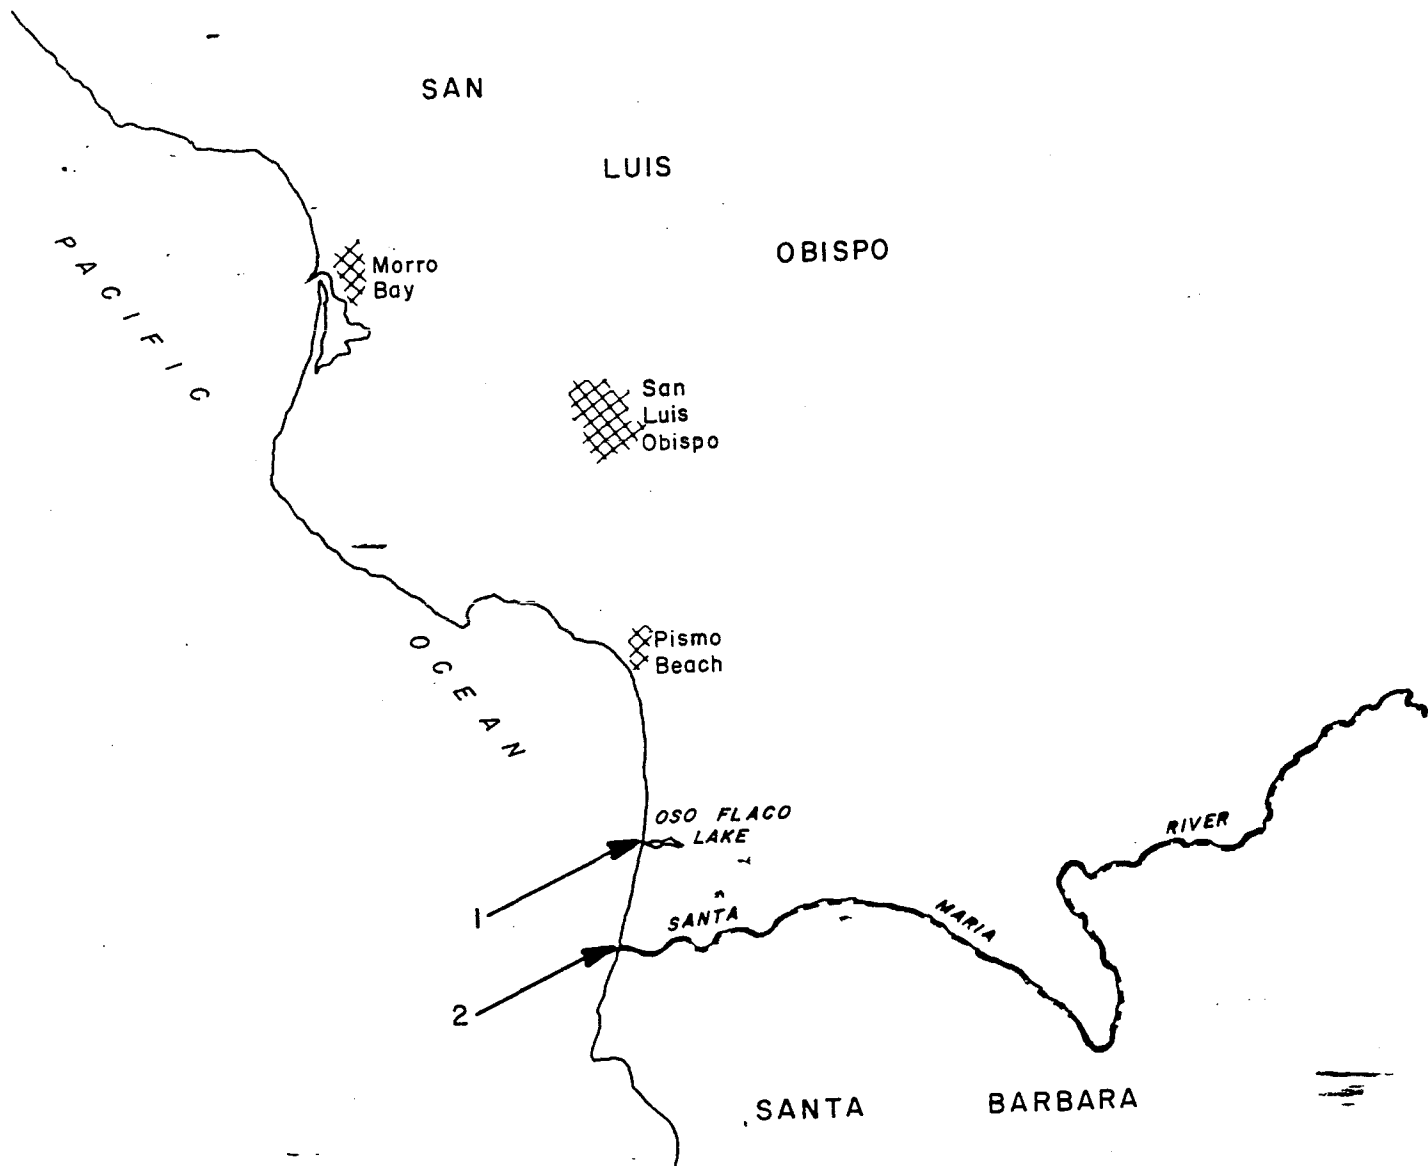 SAN
LUIS
OBISPO
PACIFIC
Morro
Bay
San
Luis
Obispo
OCEAN
Pismo
Beach
OSO FLACO
LAKE
1
RIVER
SANTA
MARIA
2
SANTA BARBARA